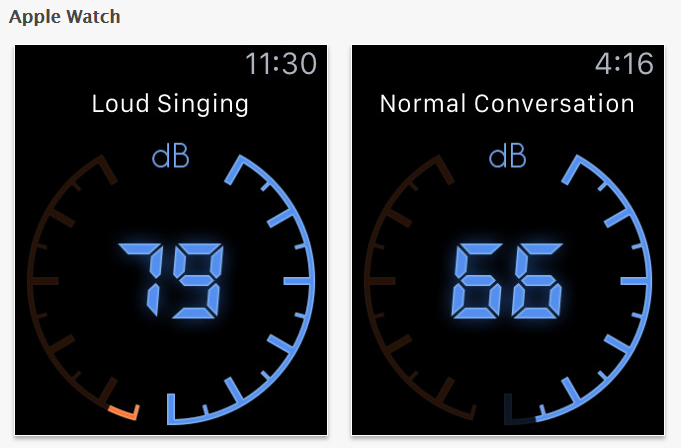 Apple Watch
11:30
Loud Singing
dB
79
4:16
Normal Conversation
dB
66